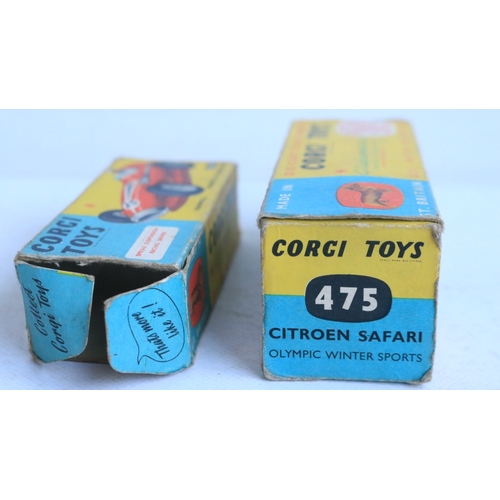 CORGI
TOYS
Collect
Corgi Toys
That's more
like it!
CORGI TOYS
MADE IN
GT. BRITAIN
CORGI TOYS
475
CITROEN SAFARI
OLYMPIC WINTER SPORTS